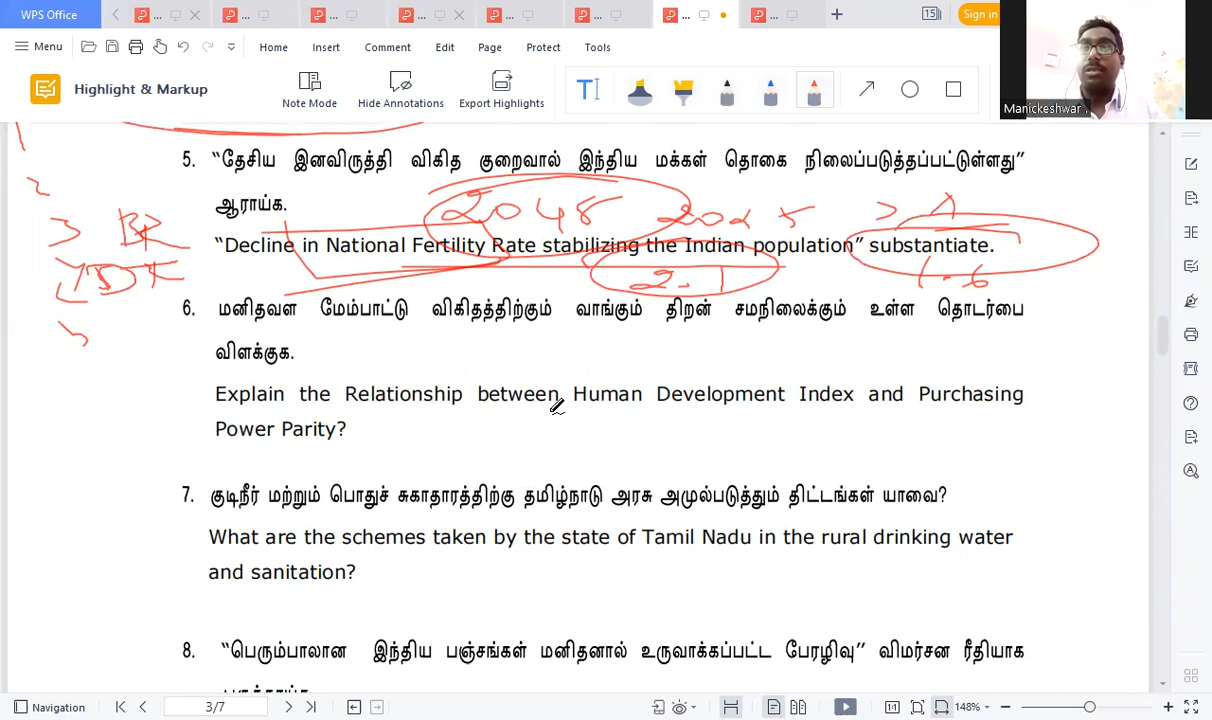 WPS Office
15
Sign in
Menu
Home
Insert
Comment
Edit
Page
Protect
Tools
Highlight & Markup
Note Mode
Hide Annotations
Export Highlights
Manickeshwar .
5. "தேசிய இனவிருத்தி விகித குறைவால் இந்திய மக்கள் தொகை நிலைப்படுத்தப்பட்டுள்ளது"
ஆராய்க.
2048
"Decline in National Fertility Rate stabilizing the Indian population" substantiate.
2.1
1.6
6. மனிதவள மேம்பாட்டு விகிதத்திற்கும் வாங்கும் திறன் சமநிலைக்கும் உள்ள தொடர்பை
விளக்குக.
Explain the Relationship between Human Development Index and Purchasing
Power Parity?
7. குடிநீர் மற்றும் பொதுச் சுகாதாரத்திற்கு தமிழ்நாடு அரசு அமுல்படுத்தும் திட்டங்கள் யாவை?
What are the schemes taken by the state of Tamil Nadu in the rural drinking water
and sanitation?
8. "பெரும்பாலான இந்திய பஞ்சங்கள் மனிதனால் உருவாக்கப்பட்ட பேரழிவு" விமர்சன ரீதியாக
Navigation
3/7
148%